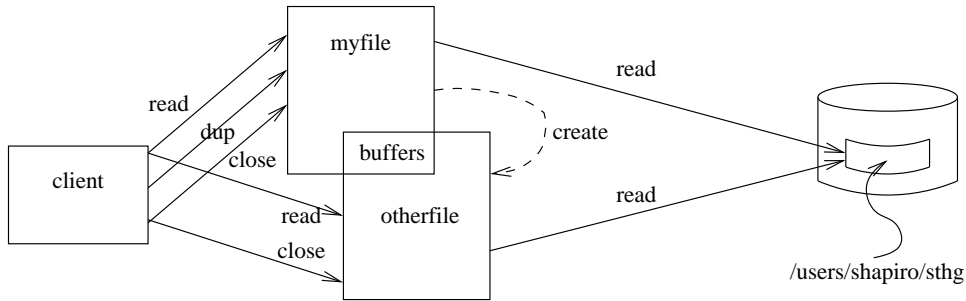 myfile
read
read
create
dup
close
buffers
client
otherfile
read
read
close
/users/shapiro/sthg